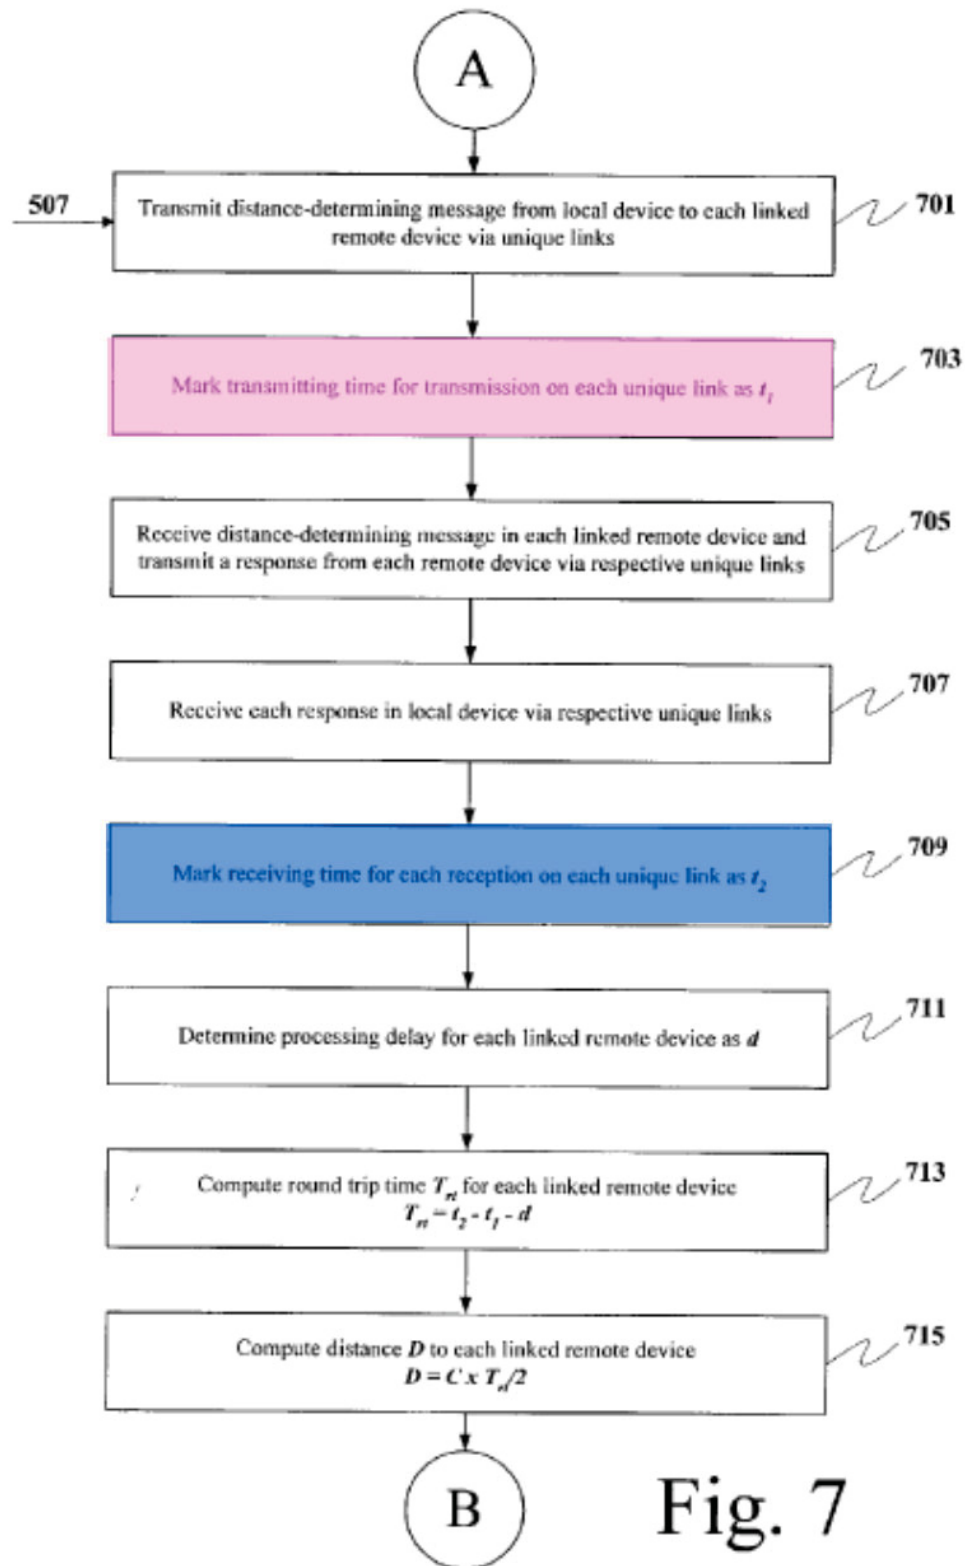 A
507
Transmit distance-determining message from local device to each linked
remote device via unique links
701
Mark transmitting time for transmission on each unique link as t1
703
Receive distance-determining message in each linked remote device and
transmit a response from each remote device via respective unique links
705
Receive each response in local device via respective unique links
707
Mark receiving time for each reception on each unique link as t2
709
Determine processing delay for each linked remote device as d
711
Compute round trip time Trt for each linked remote device
Trt = t2 - t1 - d
713
Compute distance D to each linked remote device
D = C x Trt/2
715
B
Fig. 7